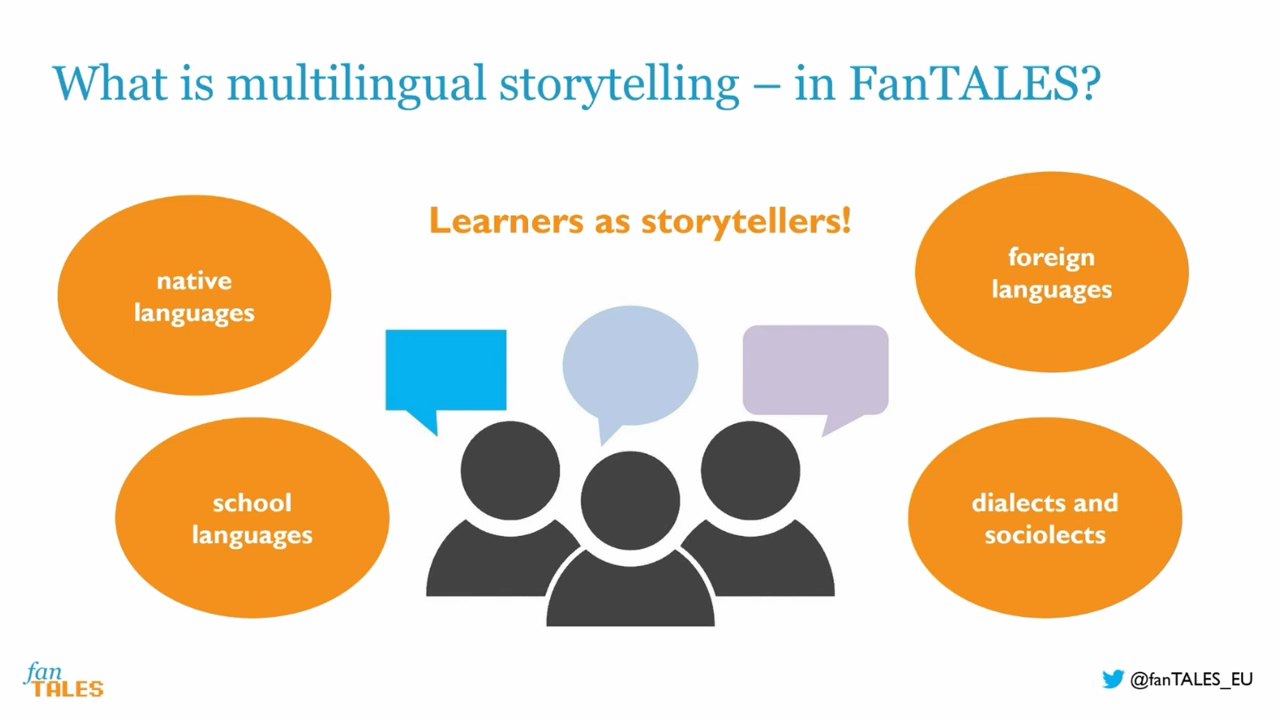 What is multilingual storytelling – in FanTALES?
Learners as storytellers!
native
languages
foreign
languages
school
languages
dialects and
sociolects
fan
TALES
@fanTALES_EU